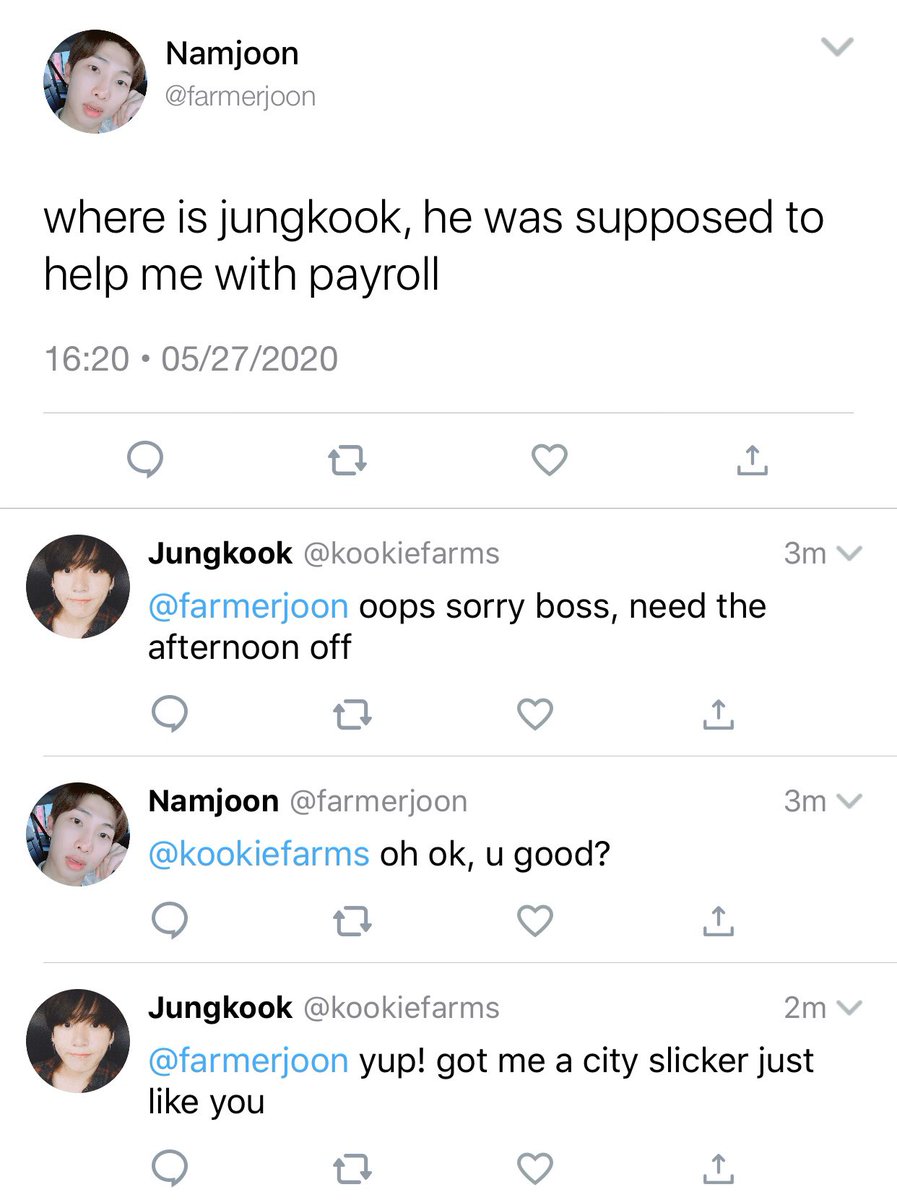 Namjoon
@farmerjoon
where is jungkook, he was supposed to
help me with payroll
16:20 • 05/27/2020
Jungkook @kookiefarms 3m
@farmerjoon oops sorry boss, need the
afternoon off
Namjoon @farmerjoon 3m
@kookiefarms oh ok, u good?
Jungkook @kookiefarms 2m
@farmerjoon yup! got me a city slicker just
like you